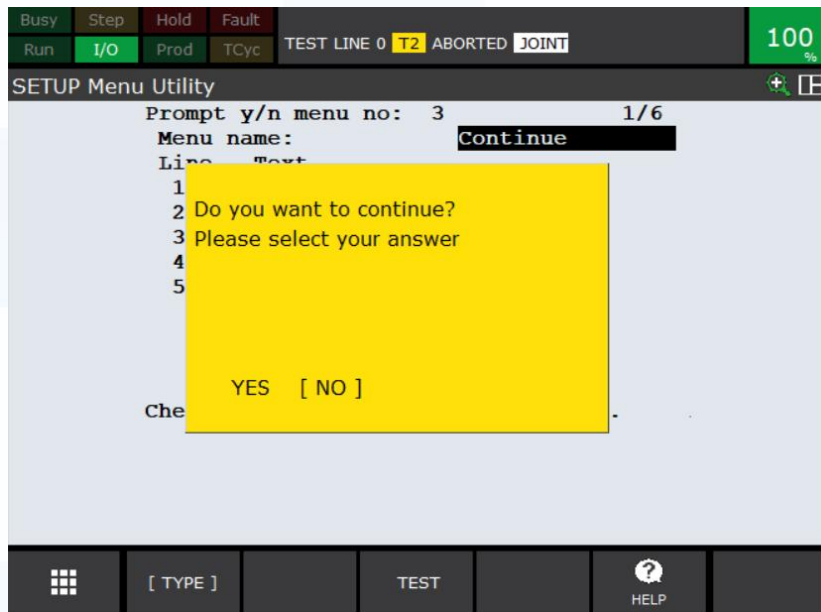 Busy Step Hold Fault
Run I/O Prod TCyc
TEST LINE 0 T2 ABORTED JOINT
100
%
SETUP Menu Utility
Prompt y/n menu no: 3 1/6
Menu name: Continue
1
2
3
4
5
Do you want to continue?
Please select your answer
YES [ NO ]
Che
[ TYPE ] TEST
HELP